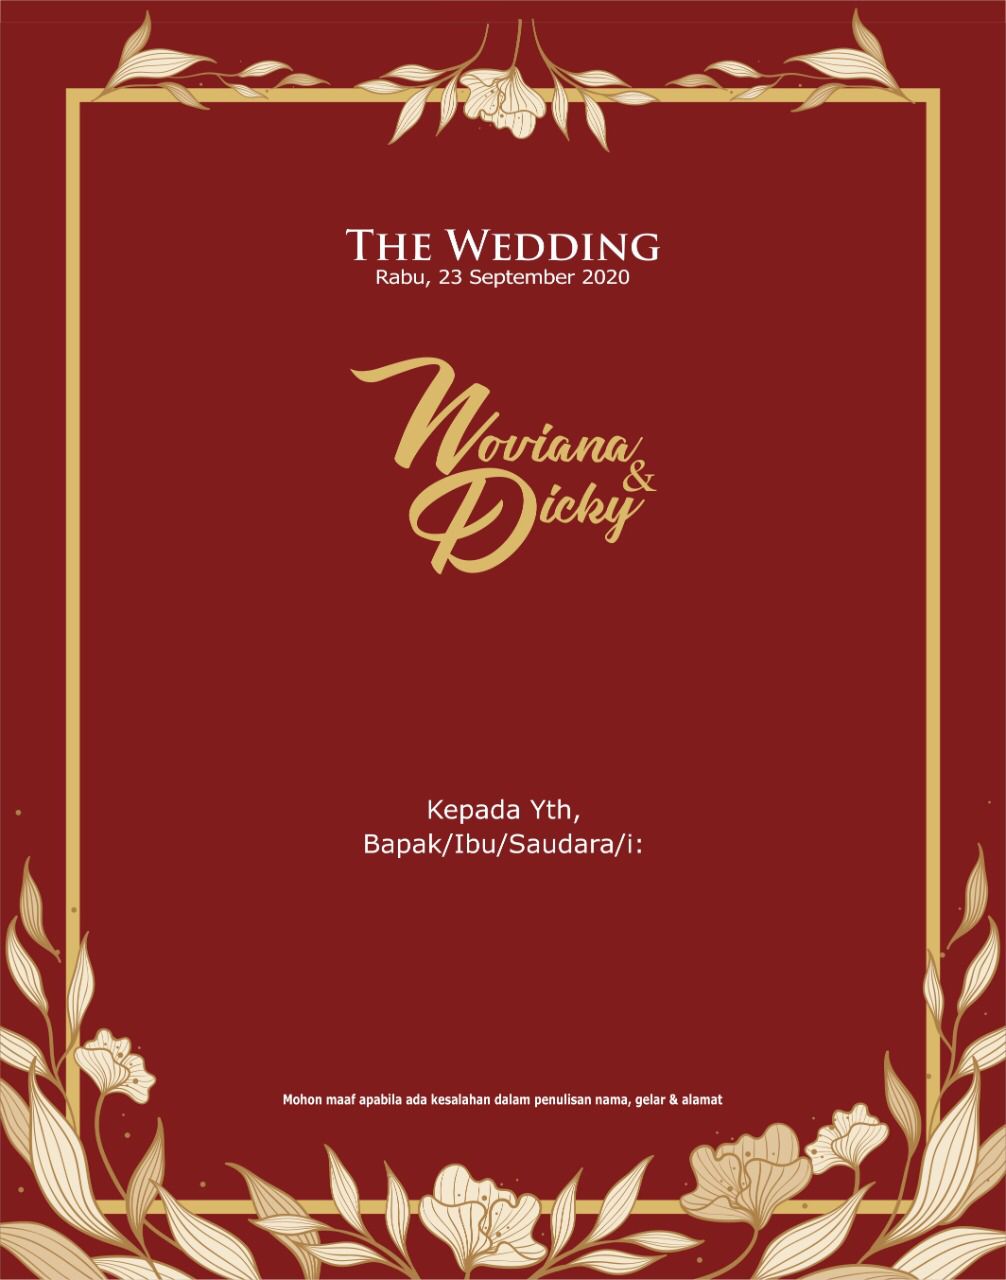 THE WEDDING
Rabu, 23 September 2020
Noviana
&
Dicky
Kepada Yth,
Bapak/Ibu/Saudara/i:
Mohon maaf apabila ada kesalahan dalam penulisan nama, gelar & alamat